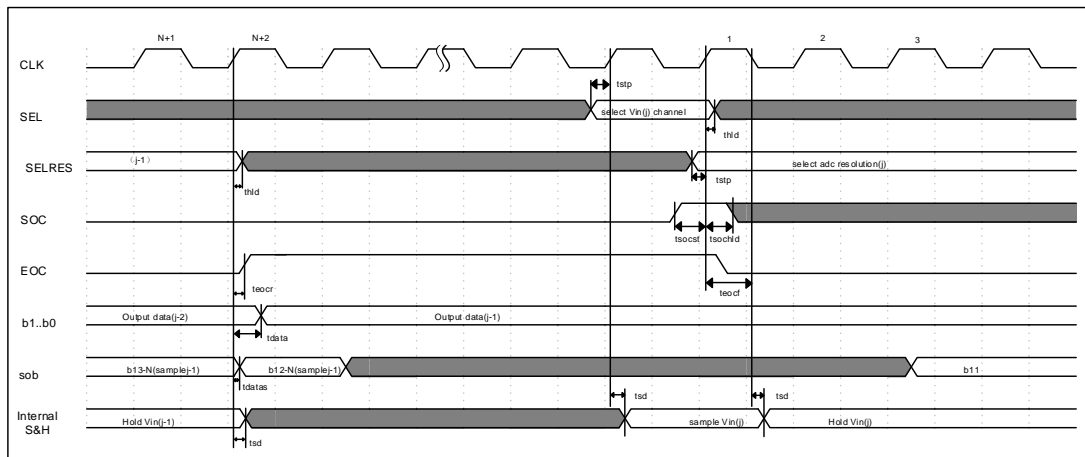 N+1 N+2 1 2 3
CLK
tstp
SEL select Vin(j) channel
thld
SELRES (j-1) select adc resolution(j)
thld tstp
SOC
tsocst tsochld
EOC
teocr teocf
b1..b0 Output data(j-2) Output data(j-1)
tdata
sob b13-N(samplej-1) b12-N(samplej-1) b11
tdatas
tsd tsd
Internal S&H Hold Vin(j-1) sample Vin(j) Hold Vin(j)
tsd